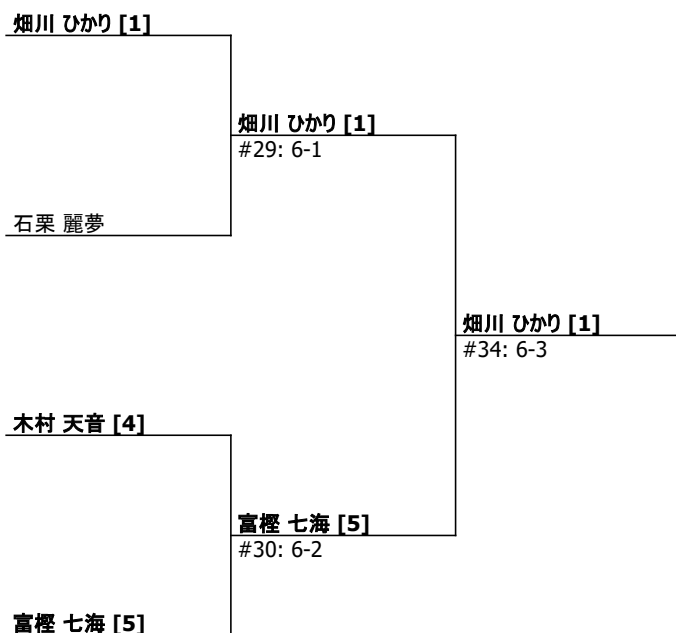 畑川 ひかり [1]
畑川 ひかり [1]
#29: 6-1
石栗 麗夢
畑川 ひかり [1]
#34: 6-3
木村 天音 [4]
富樫 七海 [5]
#30: 6-2
富樫 七海 [5]